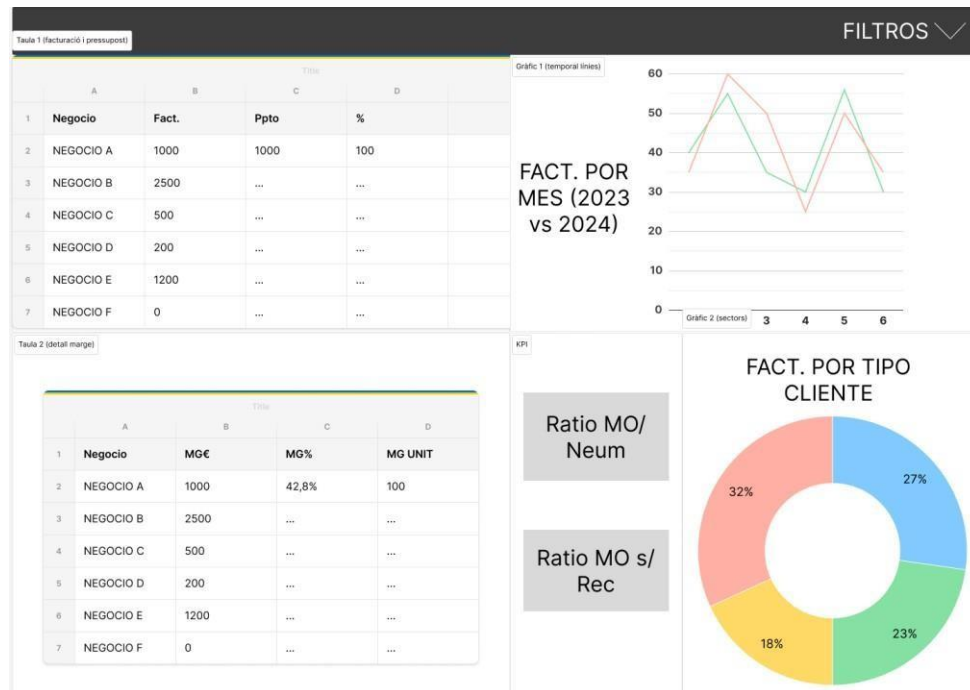 FILTROS
Taula 1 (facturació i pressupost)
Title
A B C D
1 Negocio Fact. Ppto %
2 NEGOCIO A 1000 1000 100
3 NEGOCIO B 2500 ... ...
4 NEGOCIO C 500 ... ...
5 NEGOCIO D 200 ... ...
6 NEGOCIO E 1200 ... ...
7 NEGOCIO F 0 ... ...
Gràfic 1 (temporal línies)
FACT. POR
MES (2023
vs 2024)
60
50
40
30
20
10
0
Gràfic 2 (sectors)
3 4 5 6
Taula 2 (detall marge)
Title
A B C D
1 Negocio MG€ MG% MG UNIT
2 NEGOCIO A 1000 42,8% 100
3 NEGOCIO B 2500 ... ...
4 NEGOCIO C 500 ... ...
5 NEGOCIO D 200 ... ...
6 NEGOCIO E 1200 ... ...
7 NEGOCIO F 0 ... ...
KPI
Ratio MO/
Neum
Ratio MO s/
Rec
FACT. POR TIPO
CLIENTE
32%
27%
18%
23%